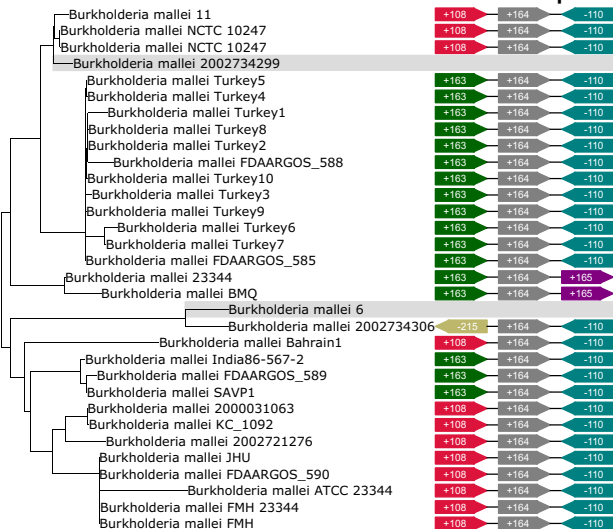 Burkholderia mallei 11 +108 +164 -110
Burkholderia mallei NCTC 10247 +108 +164 -110
Burkholderia mallei NCTC 10247 +108 +164 -110
Burkholderia mallei 2002734299
Burkholderia mallei Turkey5 +163 +164 -110
Burkholderia mallei Turkey4 +163 +164 -110
Burkholderia mallei Turkey1 +163 +164 -110
Burkholderia mallei Turkey8 +163 +164 -110
Burkholderia mallei Turkey2 +163 +164 -110
Burkholderia mallei FDAARGOS_588 +163 +164 -110
Burkholderia mallei Turkey10 +163 +164 -110
Burkholderia mallei Turkey3 +163 +164 -110
Burkholderia mallei Turkey9 +163 +164 -110
Burkholderia mallei Turkey6 +163 +164 -110
Burkholderia mallei Turkey7 +163 +164 -110
Burkholderia mallei FDAARGOS_585 +163 +164 -110
Burkholderia mallei 23344 +163 +164 +165
Burkholderia mallei BMQ +163 +164 +165
Burkholderia mallei 6
Burkholderia mallei 2002734306 -215 +164 -110
Burkholderia mallei Bahrain1 +108 +164 -110
Burkholderia mallei India86-567-2 +163 +164 -110
Burkholderia mallei FDAARGOS_589 +163 +164 -110
Burkholderia mallei SAVP1 +163 +164 -110
Burkholderia mallei 2000031063 +108 +164 -110
Burkholderia mallei KC_1092 +108 +164 -110
Burkholderia mallei 2002721276 +108 +164 -110
Burkholderia mallei JHU +108 +164 -110
Burkholderia mallei FDAARGOS_590 +108 +164 -110
Burkholderia mallei ATCC 23344 +108 +164 -110
Burkholderia mallei FMH 23344 +108 +164 -110
Burkholderia mallei FMH +108 +164 -110